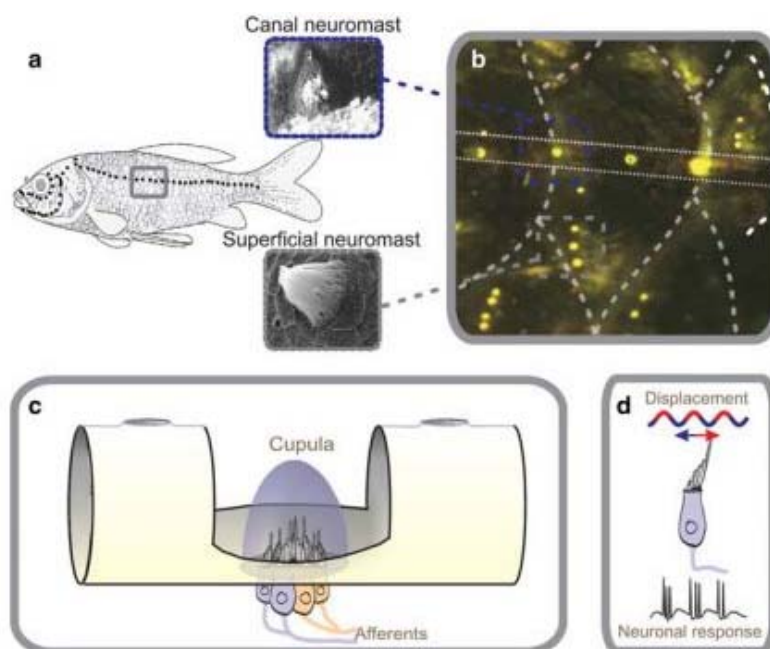 Canal neuromast
a
b
Superficial neuromast
c
Cupula
Afferents
d
Displacement
Neuronal response